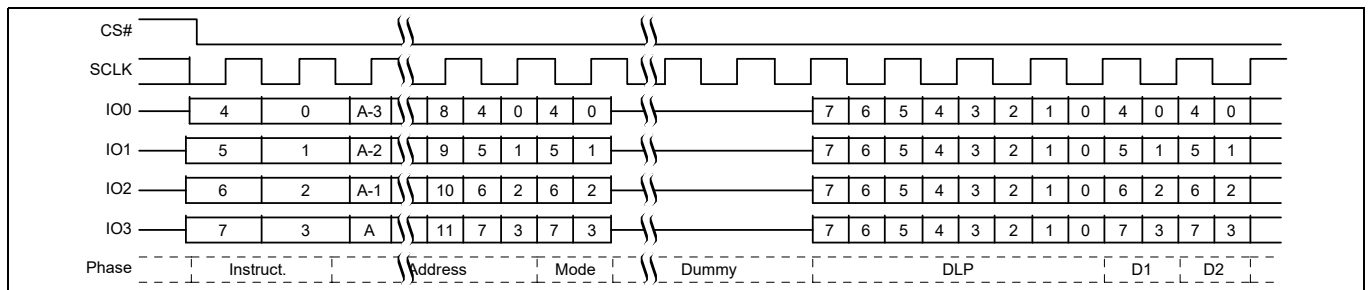 CS#
SCLK
IO0 4 0 A-3 8 4 0 4 0 7 6 5 4 3 2 1 0 4 0 4 0
IO1 5 1 A-2 9 5 1 5 1 7 6 5 4 3 2 1 0 5 1 5 1
IO2 6 2 A-1 10 6 2 6 2 7 6 5 4 3 2 1 0 6 2 6 2
IO3 7 3 A 11 7 3 7 3 7 6 5 4 3 2 1 0 7 3 7 3
Phase Instruct. Address Mode Dummy DLP D1 D2